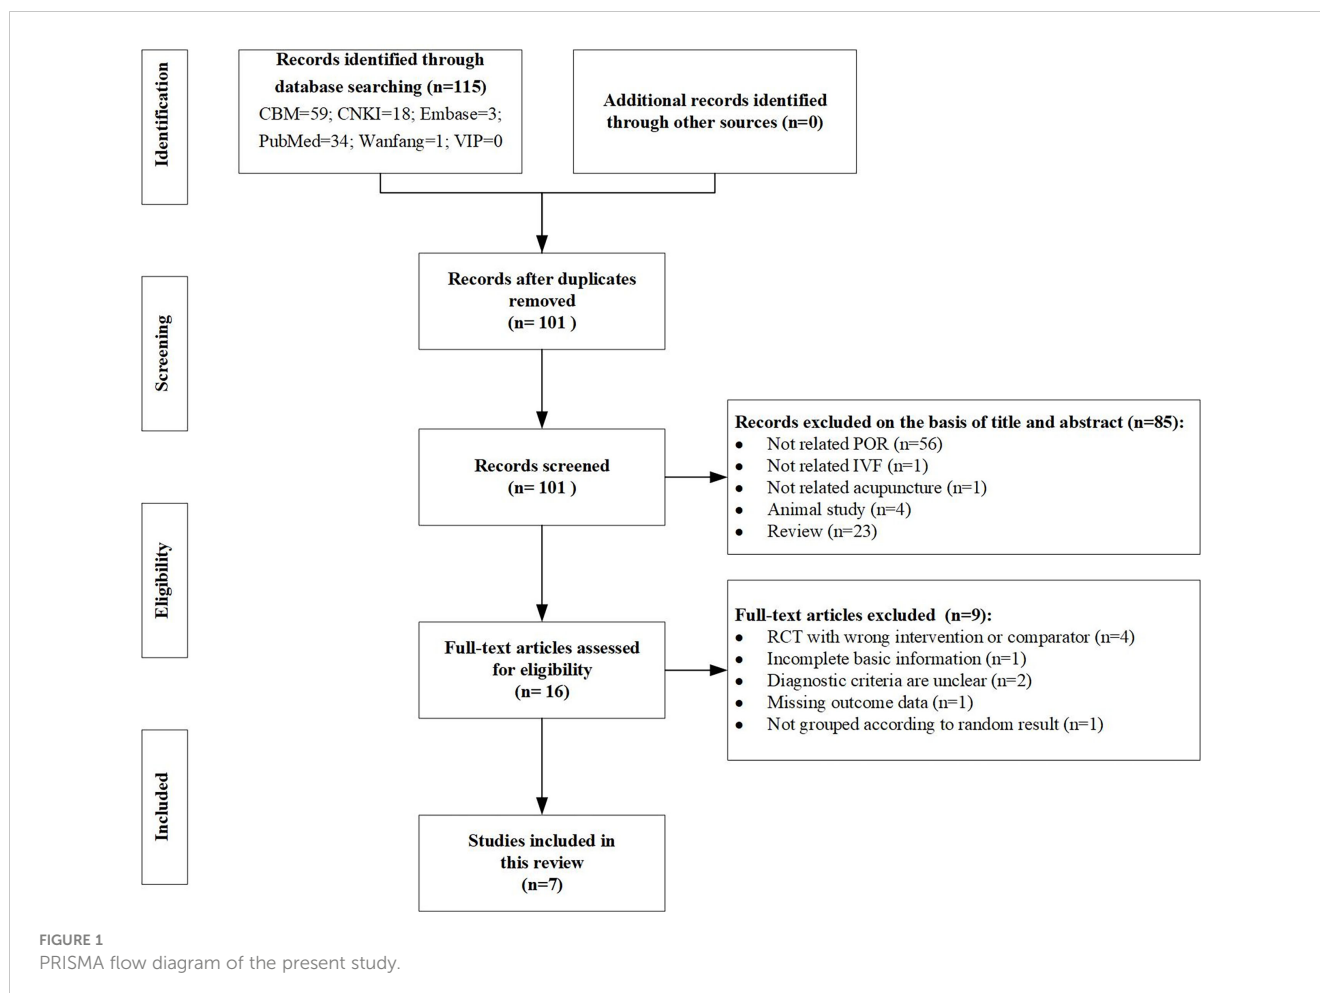 Identification
Records identified through
database searching (n=115)
CBM=59; CNKI=18; Embase=3;
PubMed=34; Wanfang=1; VIP=0
Additional records identified
through other sources (n=0)
Screening
Records after duplicates
removed
(n= 101 )
Records screened
(n= 101 )
Records excluded on the basis of title and abstract (n=85):
● Not related POR (n=56)
● Not related IVF (n=1)
● Not related acupuncture (n=1)
● Animal study (n=4)
● Review (n=23)
Eligibility
Full-text articles assessed
for eligibility
(n= 16)
Full-text articles excluded (n=9):
● RCT with wrong intervention or comparator (n=4)
● Incomplete basic information (n=1)
● Diagnostic criteria are unclear (n=2)
● Missing outcome data (n=1)
● Not grouped according to random result (n=1)
Included
Studies included in
this review
(n=7)
FIGURE 1
PRISMA flow diagram of the present study.